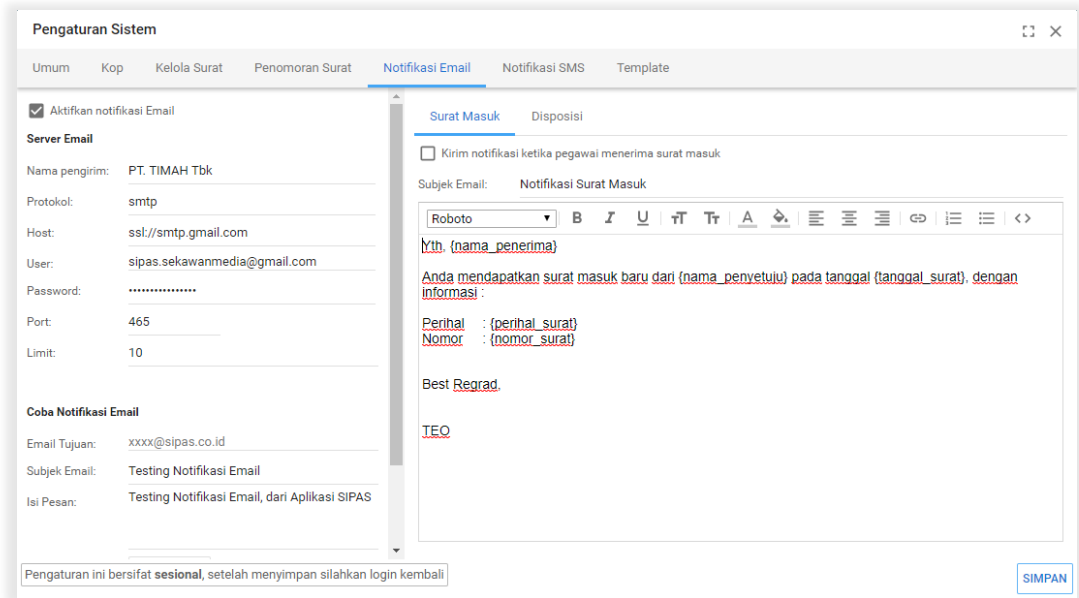 Pengaturan Sistem
Umum Kop Kelola Surat Penomoran Surat Notifikasi Email Notifikasi SMS Template
Aktifkan notifikasi Email
Server Email
Nama pengirim: PT. TIMAH Tbk
Protokol: smtp
Host: ssl://smtp.gmail.com
User: sipas.sekawanmedia@gmail.com
Password: ••••••••••••••••
Port: 465
Limit: 10
Coba Notifikasi Email
Email Tujuan: xxxx@sipas.co.id
Subjek Email: Testing Notifikasi Email
Isi Pesan: Testing Notifikasi Email, dari Aplikasi SIPAS
Surat Masuk Disposisi
Kirim notifikasi ketika pegawai menerima surat masuk
Subjek Email: Notifikasi Surat Masuk
Roboto B I U TT Tт A
Yth, {nama_penerima}
Anda mendapatkan surat masuk baru dari {nama_penyetuju} pada tanggal {tanggal_surat}, dengan
informasi :
Perihal : {perihal_surat}
Nomor : {nomor_surat}
Best Regrad,
TEO
Pengaturan ini bersifat sesional, setelah menyimpan silahkan login kembali
SIMPAN